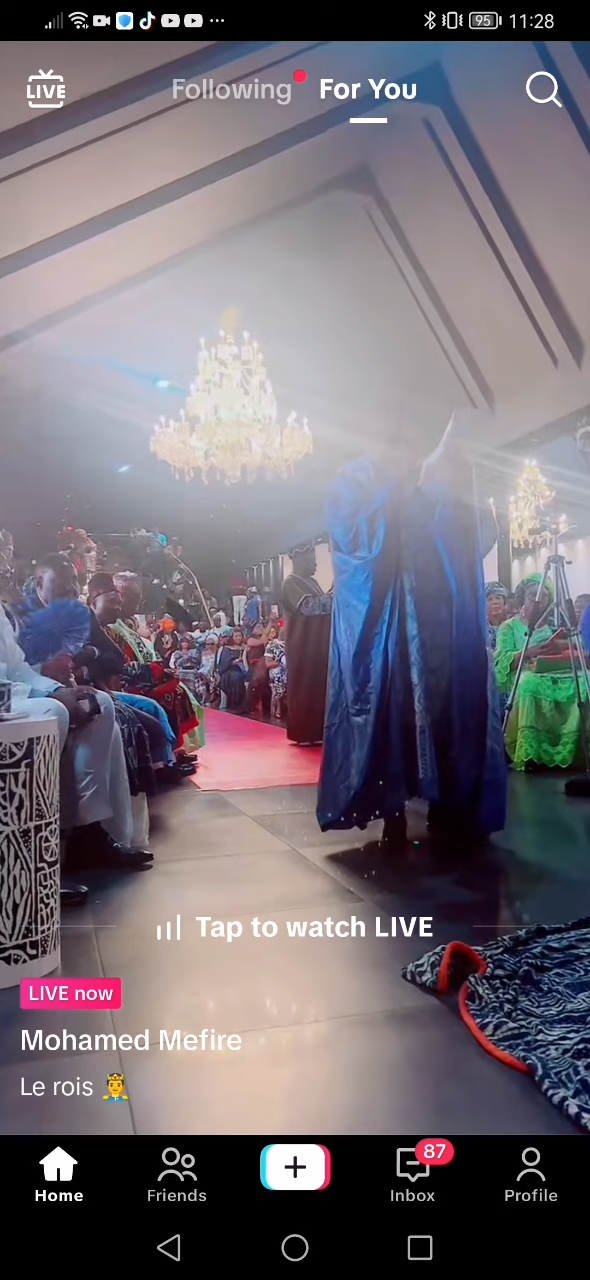 95 11:28
LIVE Following For You
Tap to watch LIVE
LIVE now
Mohamed Mefire
Le rois 🤴
Home Friends Inbox 87 Profile